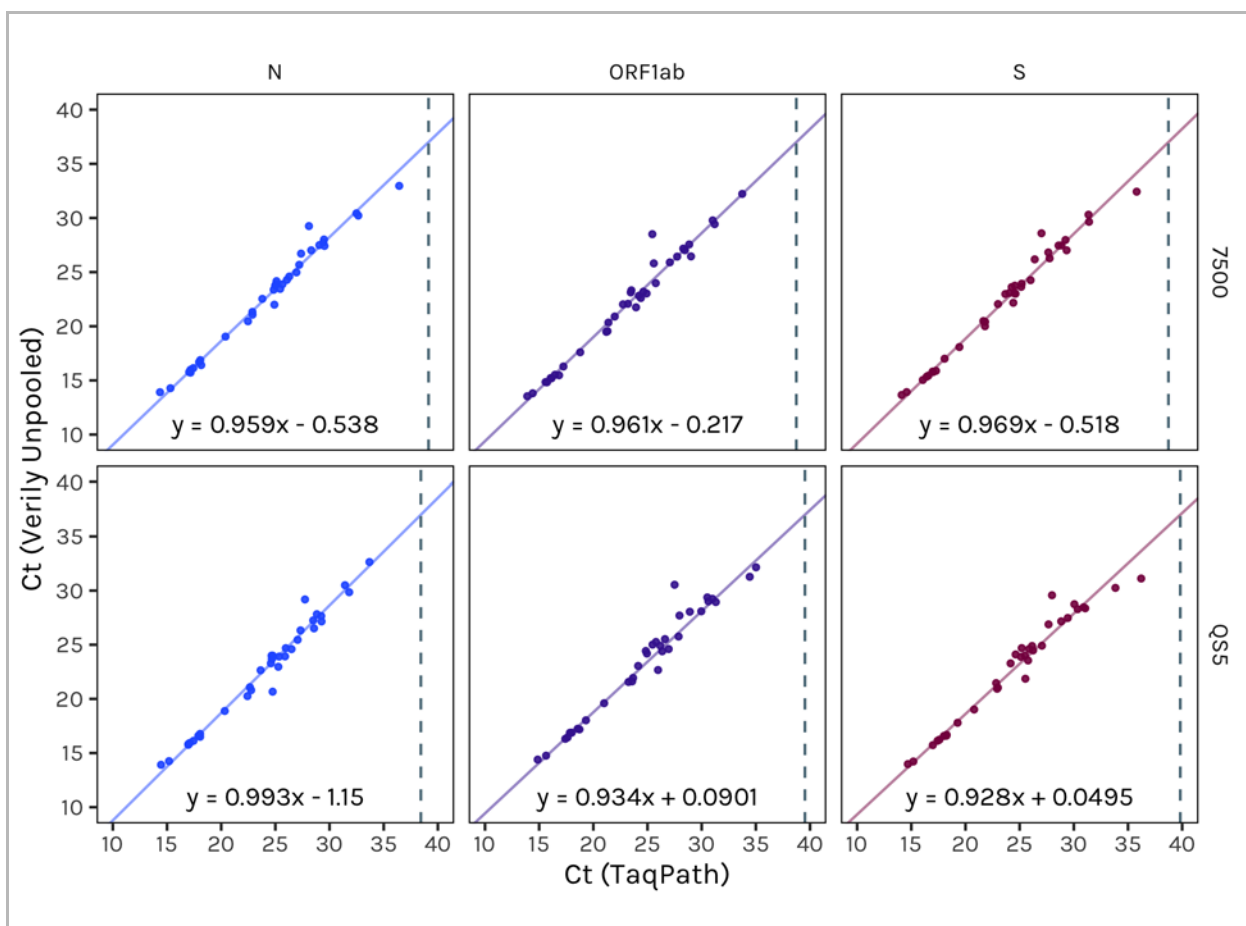 N ORF1ab S
40
35
30
25
20
15
10
y = 0.959x - 0.538
y = 0.961x - 0.217
y = 0.969x - 0.518
7500
Ct (Verily Unpooled)
40
35
30
25
20
15
10
y = 0.993x - 1.15
y = 0.934x + 0.0901
y = 0.928x + 0.0495
QS5
10 15 20 25 30 35 40 10 15 20 25 30 35 40 10 15 20 25 30 35 40
Ct (TaqPath)